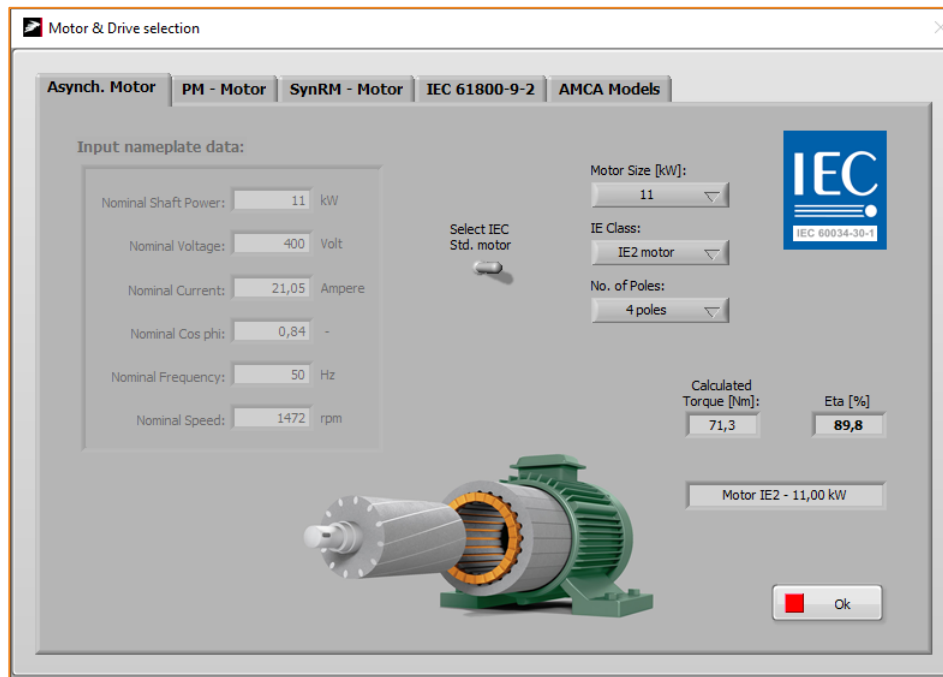 Motor & Drive selection
Asynch. Motor
PM - Motor
SynRM - Motor
IEC 61800-9-2
AMCA Models
Input nameplate data:
Nominal Shaft Power: 11 kW
Nominal Voltage: 400 Volt
Nominal Current: 21,05 Ampere
Nominal Cos phi: 0,84 -
Nominal Frequency: 50 Hz
Nominal Speed: 1472 rpm
Select IEC
Std. motor
Motor Size [kW]:
11
IE Class:
IE2 motor
No. of Poles:
4 poles
IEC
IEC 60034-30-1
Calculated
Torque [Nm]:
71,3
Eta [%]
89,8
Motor IE2 - 11,00 kW
Ok